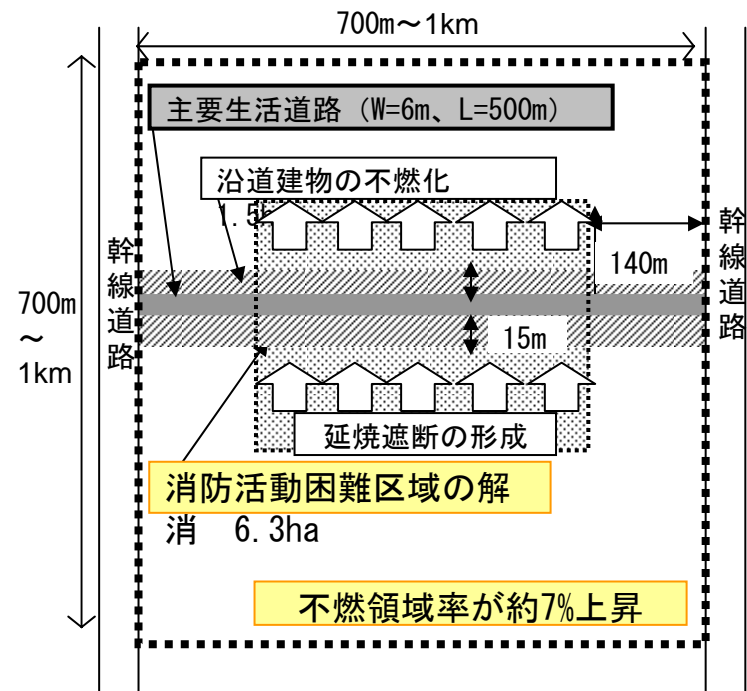 700m～1km
主要生活道路（W=6m、L=500m）
沿道建物の不燃化
1.5h
幹線道路
幹線道路
140m
700m
～
1km
15m
延焼遮断の形成
消防活動困難区域の解
消　6.3ha
不燃領域率が約7%上昇